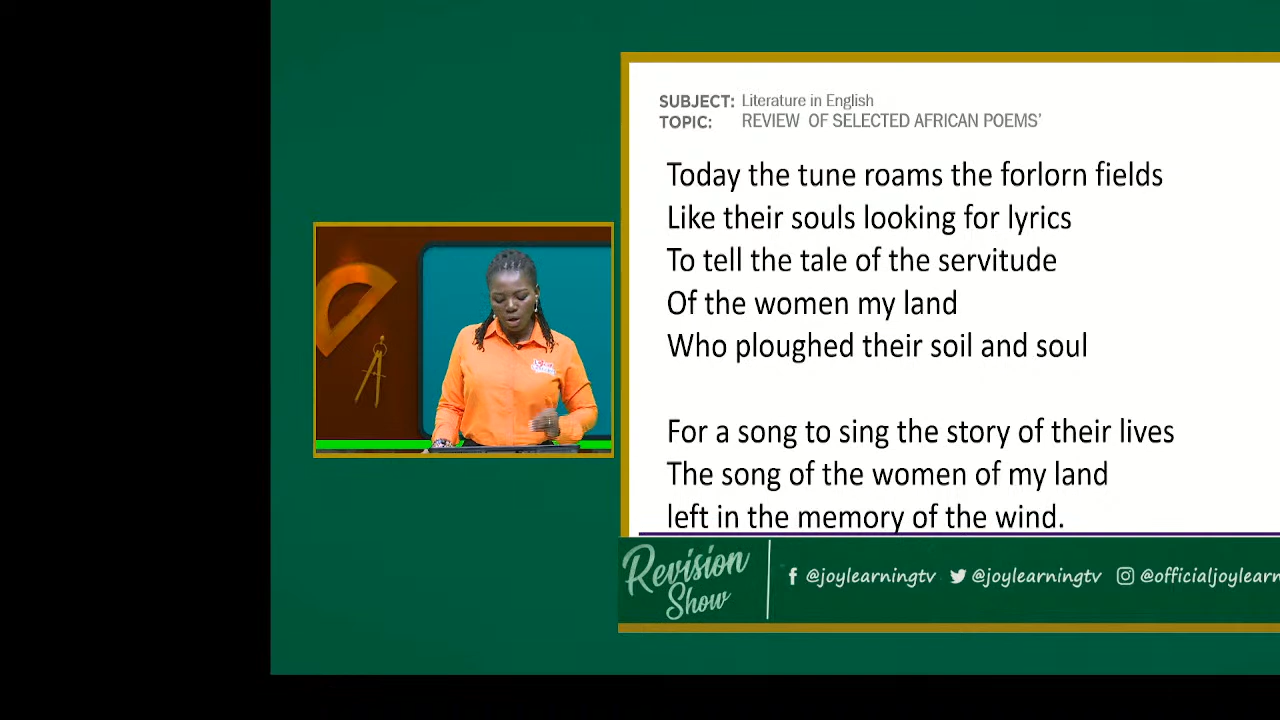 SUBJECT: Literature in English
TOPIC: REVIEW OF SELECTED AFRICAN POEMS’
Today the tune roams the forlorn fields
Like their souls looking for lyrics
To tell the tale of the servitude
Of the women my land
Who ploughed their soil and soul
For a song to sing the story of their lives
The song of the women of my land
left in the memory of the wind.
Revision
Show
@joylearningtv @joylearningtv @officialjoylearn